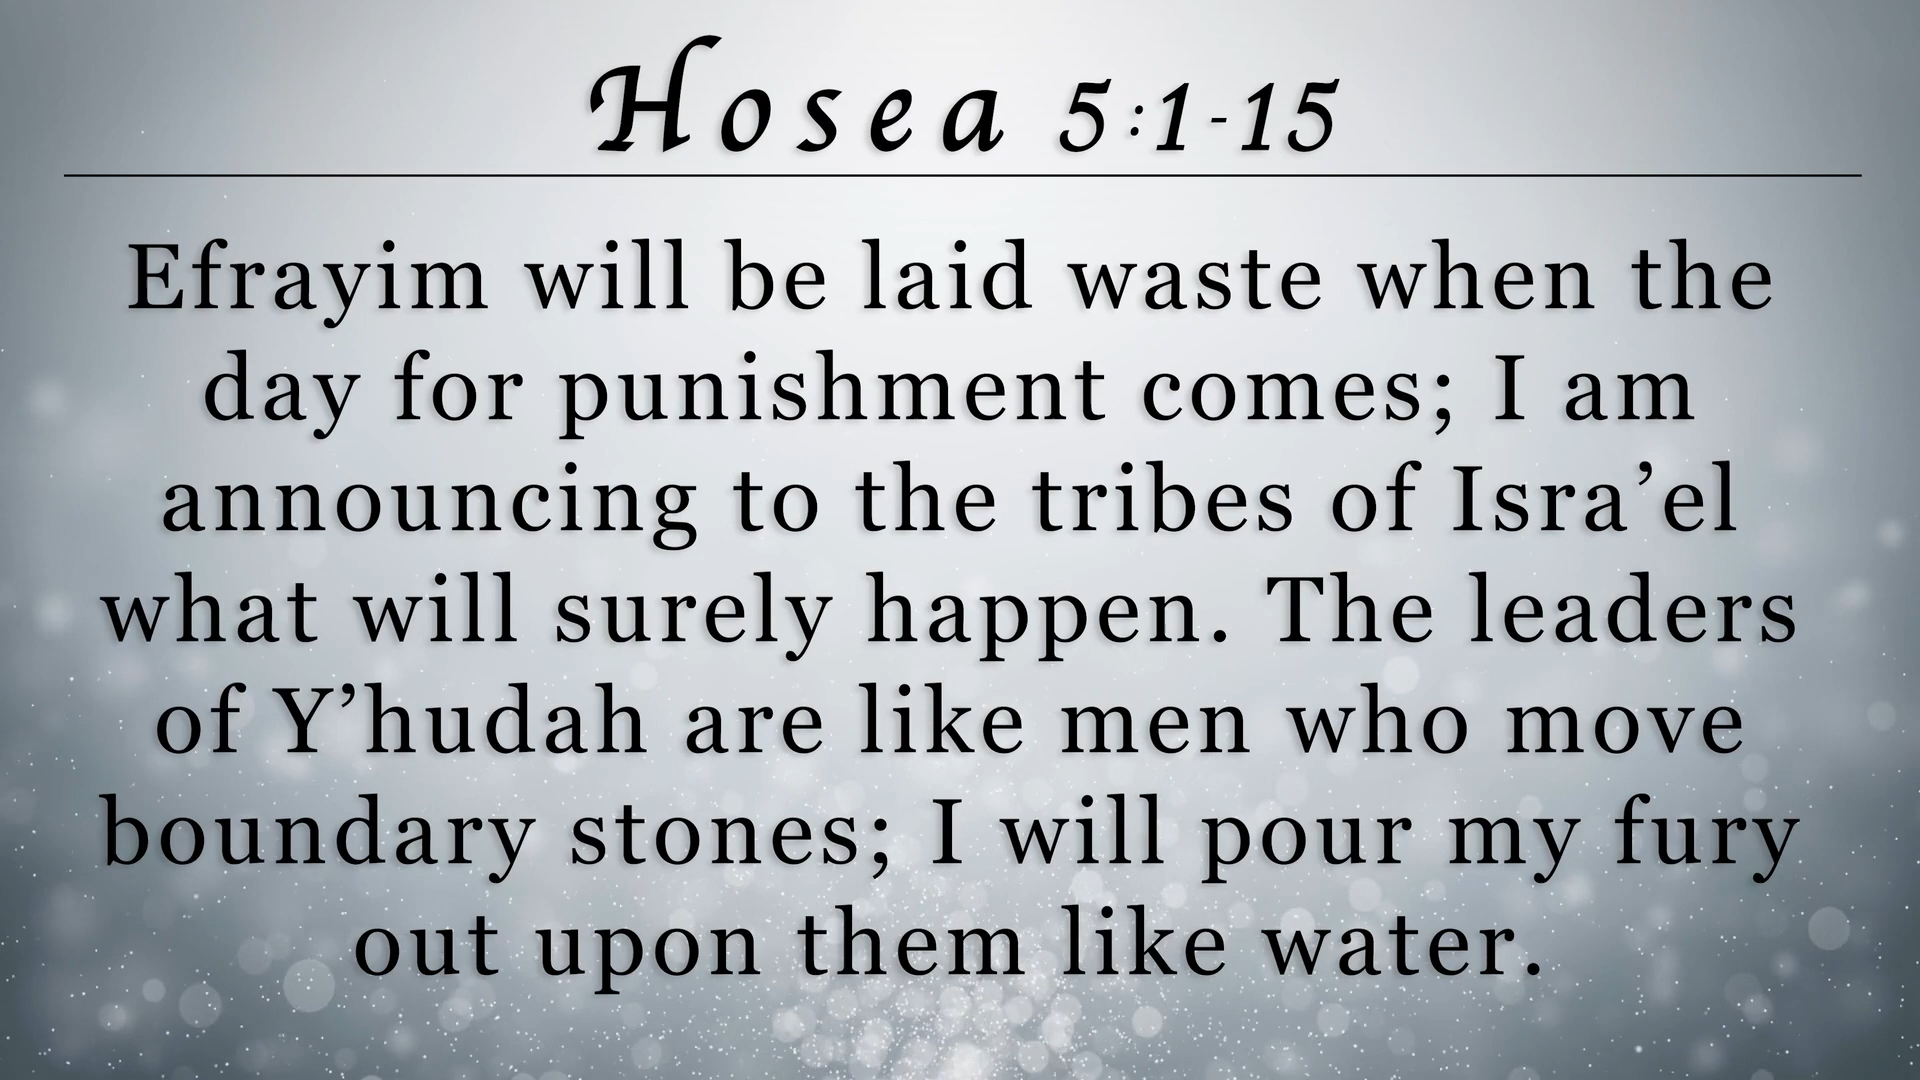 Hosea 5:1-15
Efrayim will be laid waste when the
day for punishment comes; I am
announcing to the tribes of Isra’el
what will surely happen. The leaders
of Y’hudah are like men who move
boundary stones; I will pour my fury
out upon them like water.